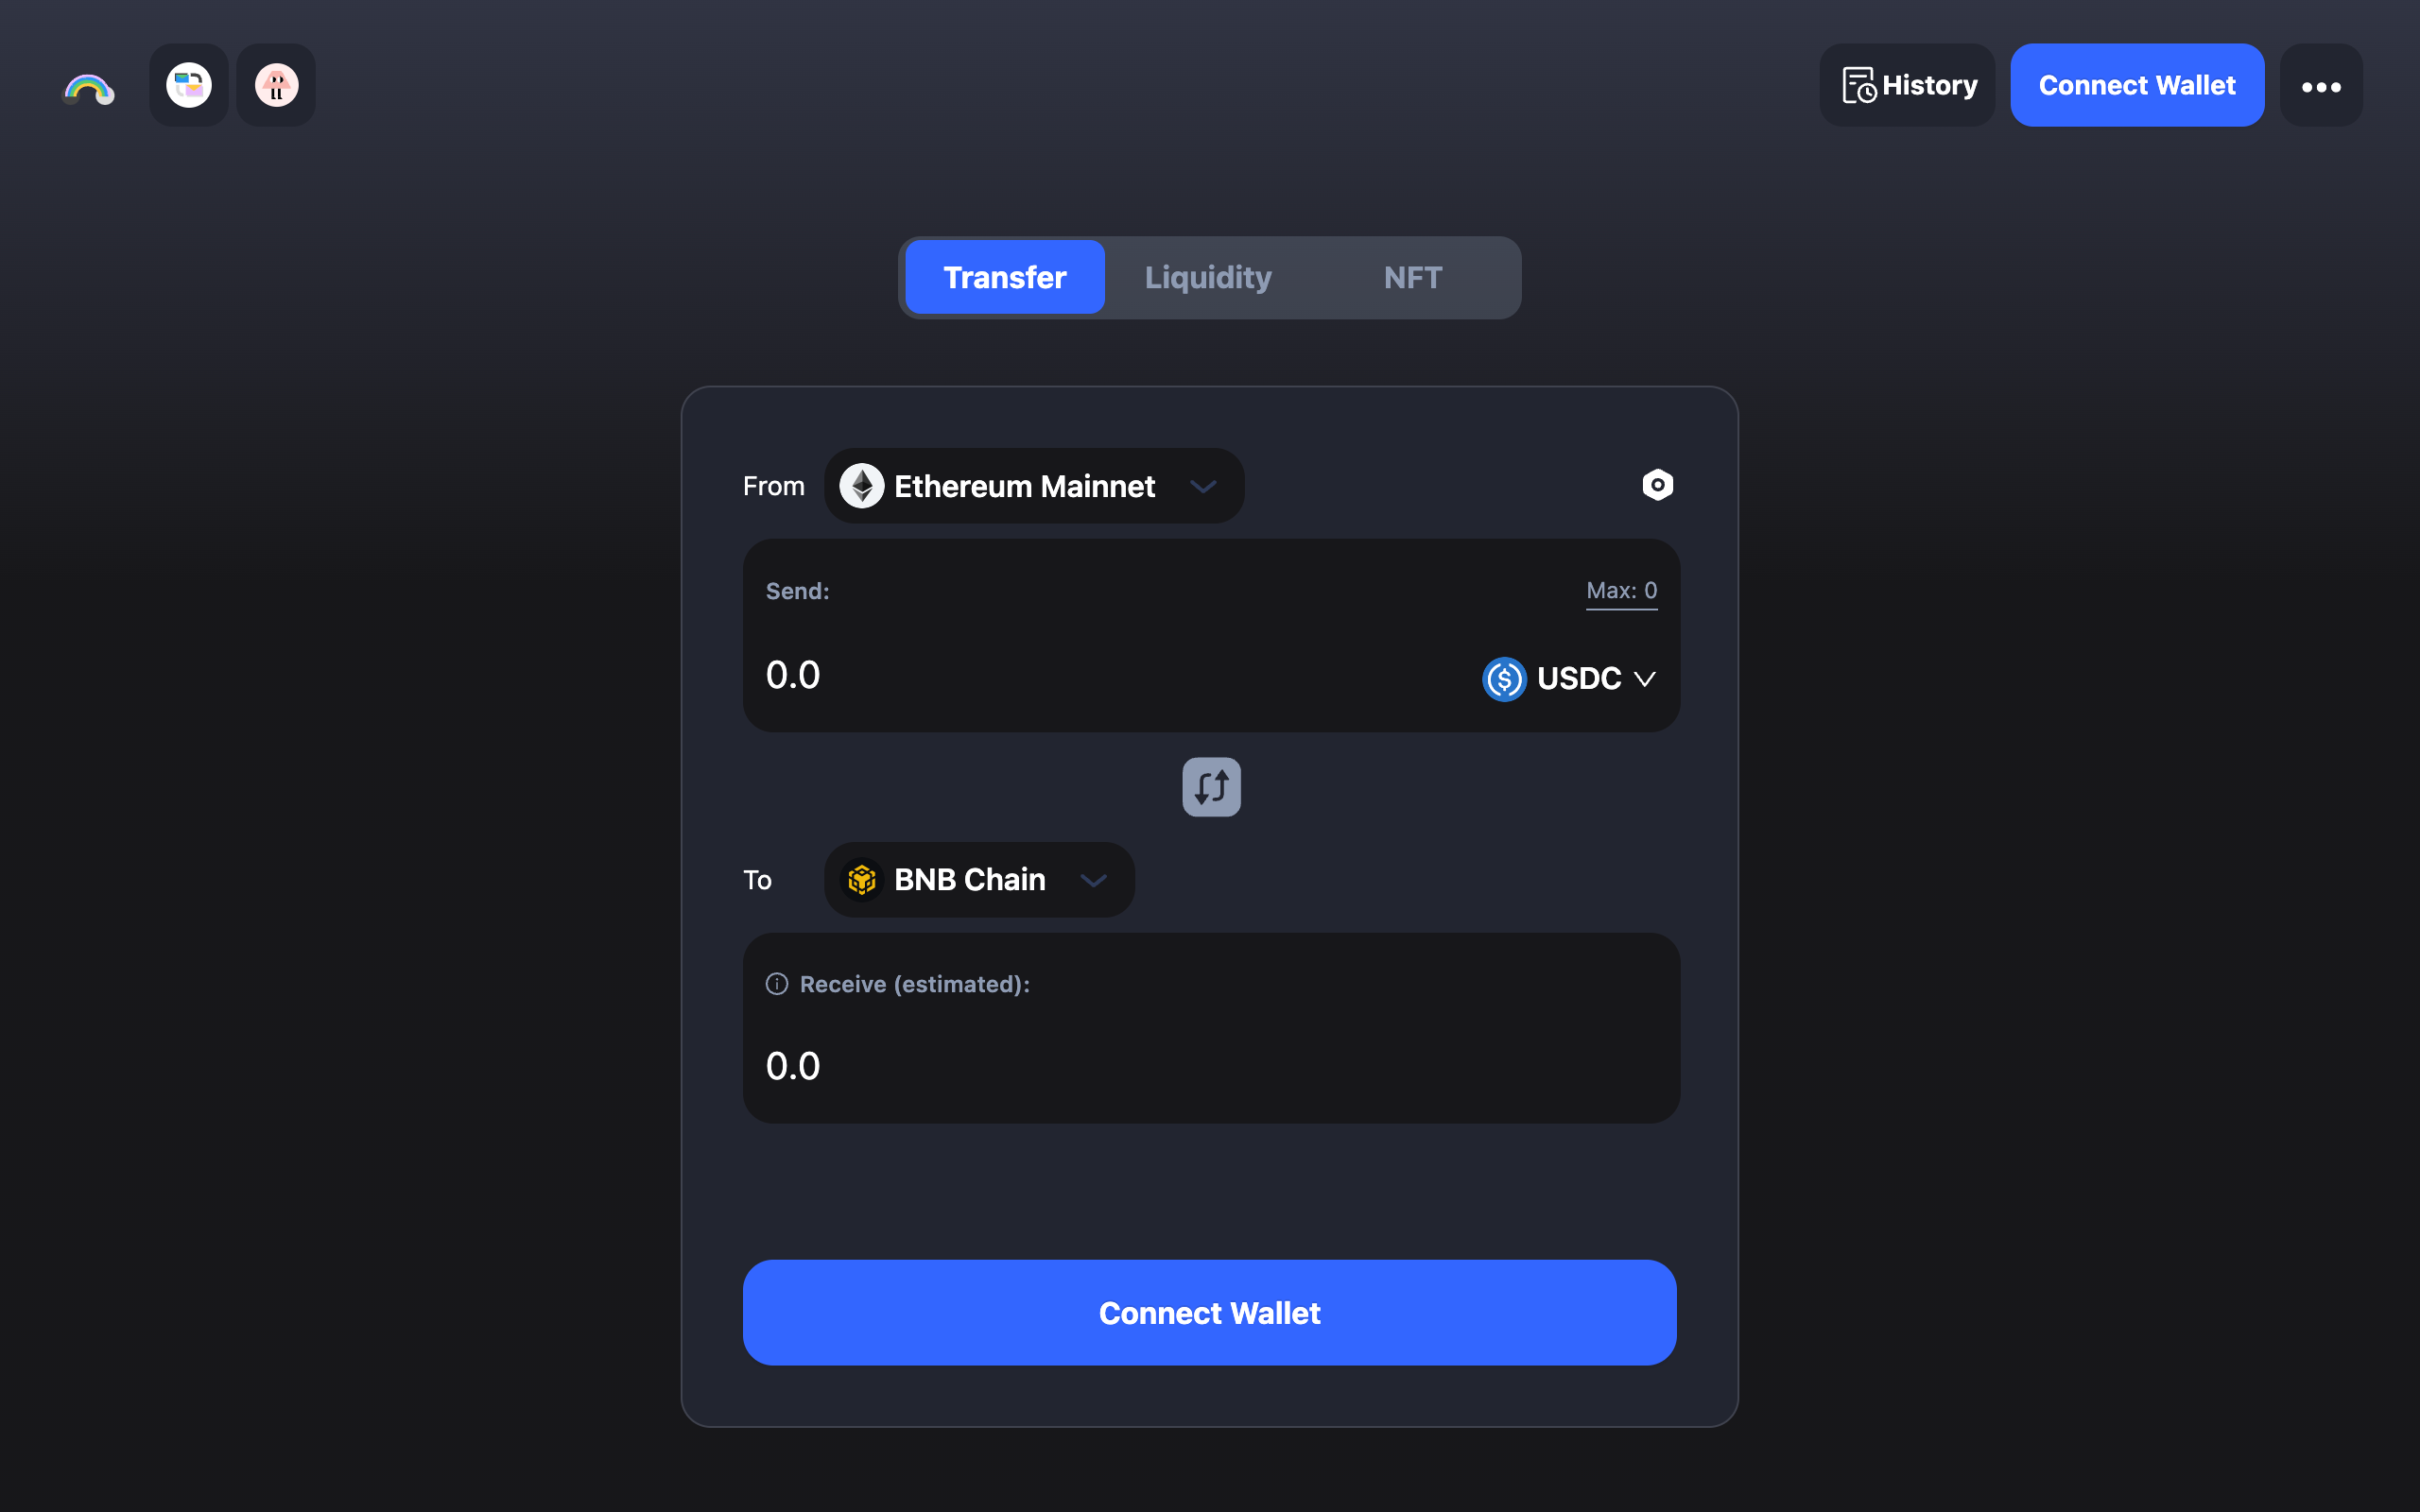 History
Connect Wallet
Transfer
Liquidity
NFT
From
Ethereum Mainnet
Send:
Max: 0
0.0
USDC
To
BNB Chain
Receive (estimated):
0.0
Connect Wallet